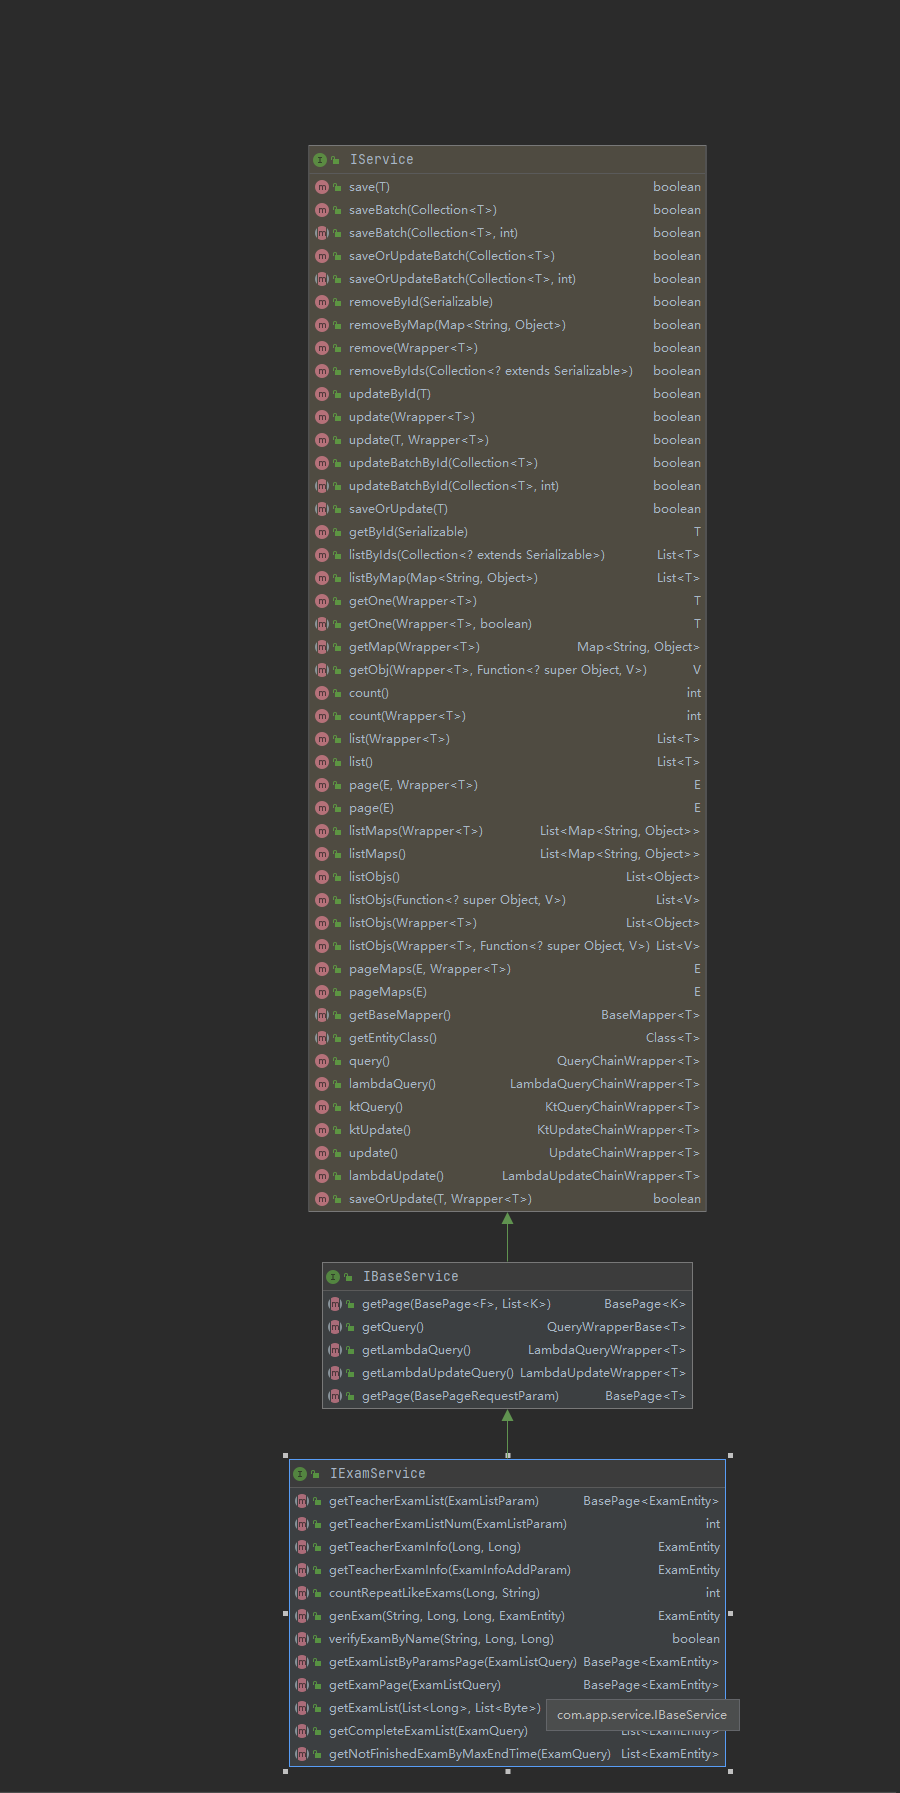 IService
save(T) boolean
saveBatch(Collection<T>) boolean
saveBatch(Collection<T>, int) boolean
saveOrUpdateBatch(Collection<T>) boolean
saveOrUpdateBatch(Collection<T>, int) boolean
removeById(Serializable) boolean
removeByMap(Map<String, Object>) boolean
remove(Wrapper<T>) boolean
removeByIds(Collection<? extends Serializable>) boolean
updateById(T) boolean
update(Wrapper<T>) boolean
update(T, Wrapper<T>) boolean
updateBatchById(Collection<T>) boolean
updateBatchById(Collection<T>, int) boolean
saveOrUpdate(T) boolean
getById(Serializable) T
listByIds(Collection<? extends Serializable>) List<T>
listByMap(Map<String, Object>) List<T>
getOne(Wrapper<T>) T
getOne(Wrapper<T>, boolean) T
getMap(Wrapper<T>) Map<String, Object>
getObj(Wrapper<T>, Function<? super Object, V>) V
count() int
count(Wrapper<T>) int
list(Wrapper<T>) List<T>
list() List<T>
page(E, Wrapper<T>) E
page(E) E
listMaps(Wrapper<T>) List<Map<String, Object>>
listMaps() List<Map<String, Object>>
listObjs() List<Object>
listObjs(Function<? super Object, V>) List<V>
listObjs(Wrapper<T>) List<Object>
listObjs(Wrapper<T>, Function<? super Object, V>) List<V>
pageMaps(E, Wrapper<T>) E
pageMaps(E) E
getBaseMapper() BaseMapper<T>
getEntityClass() Class<T>
query() QueryChainWrapper<T>
lambdaQuery() LambdaQueryChainWrapper<T>
ktQuery() KtQueryChainWrapper<T>
ktUpdate() KtUpdateChainWrapper<T>
update() UpdateChainWrapper<T>
lambdaUpdate() LambdaUpdateChainWrapper<T>
saveOrUpdate(T, Wrapper<T>) boolean
IBaseService
getPage(BasePage<F>, List<K>) BasePage<K>
getQuery() QueryWrapperBase<T>
getLambdaQuery() LambdaQueryWrapper<T>
getLambdaUpdateQuery() LambdaUpdateWrapper<T>
getPage(BasePageRequestParam) BasePage<T>
IExamService
getTeacherExamList(ExamListParam) BasePage<ExamEntity>
getTeacherExamListNum(ExamListParam) int
getTeacherExamInfo(Long, Long) ExamEntity
getTeacherExamInfo(ExamInfoAddParam) ExamEntity
countRepeatLikeExams(Long, String) int
genExam(String, Long, Long, ExamEntity) ExamEntity
verifyExamByName(String, Long, Long) boolean
getExamListByParamsPage(ExamListQuery) BasePage<ExamEntity>
getExamPage(ExamListQuery) BasePage<ExamEntity>
getExamList(List<Long>, List<Byte>)
com.app.service.IBaseService
getCompleteExamList(ExamQuery) List<ExamEntity>
getNotFinishedExamByMaxEndTime(ExamQuery) List<ExamEntity>